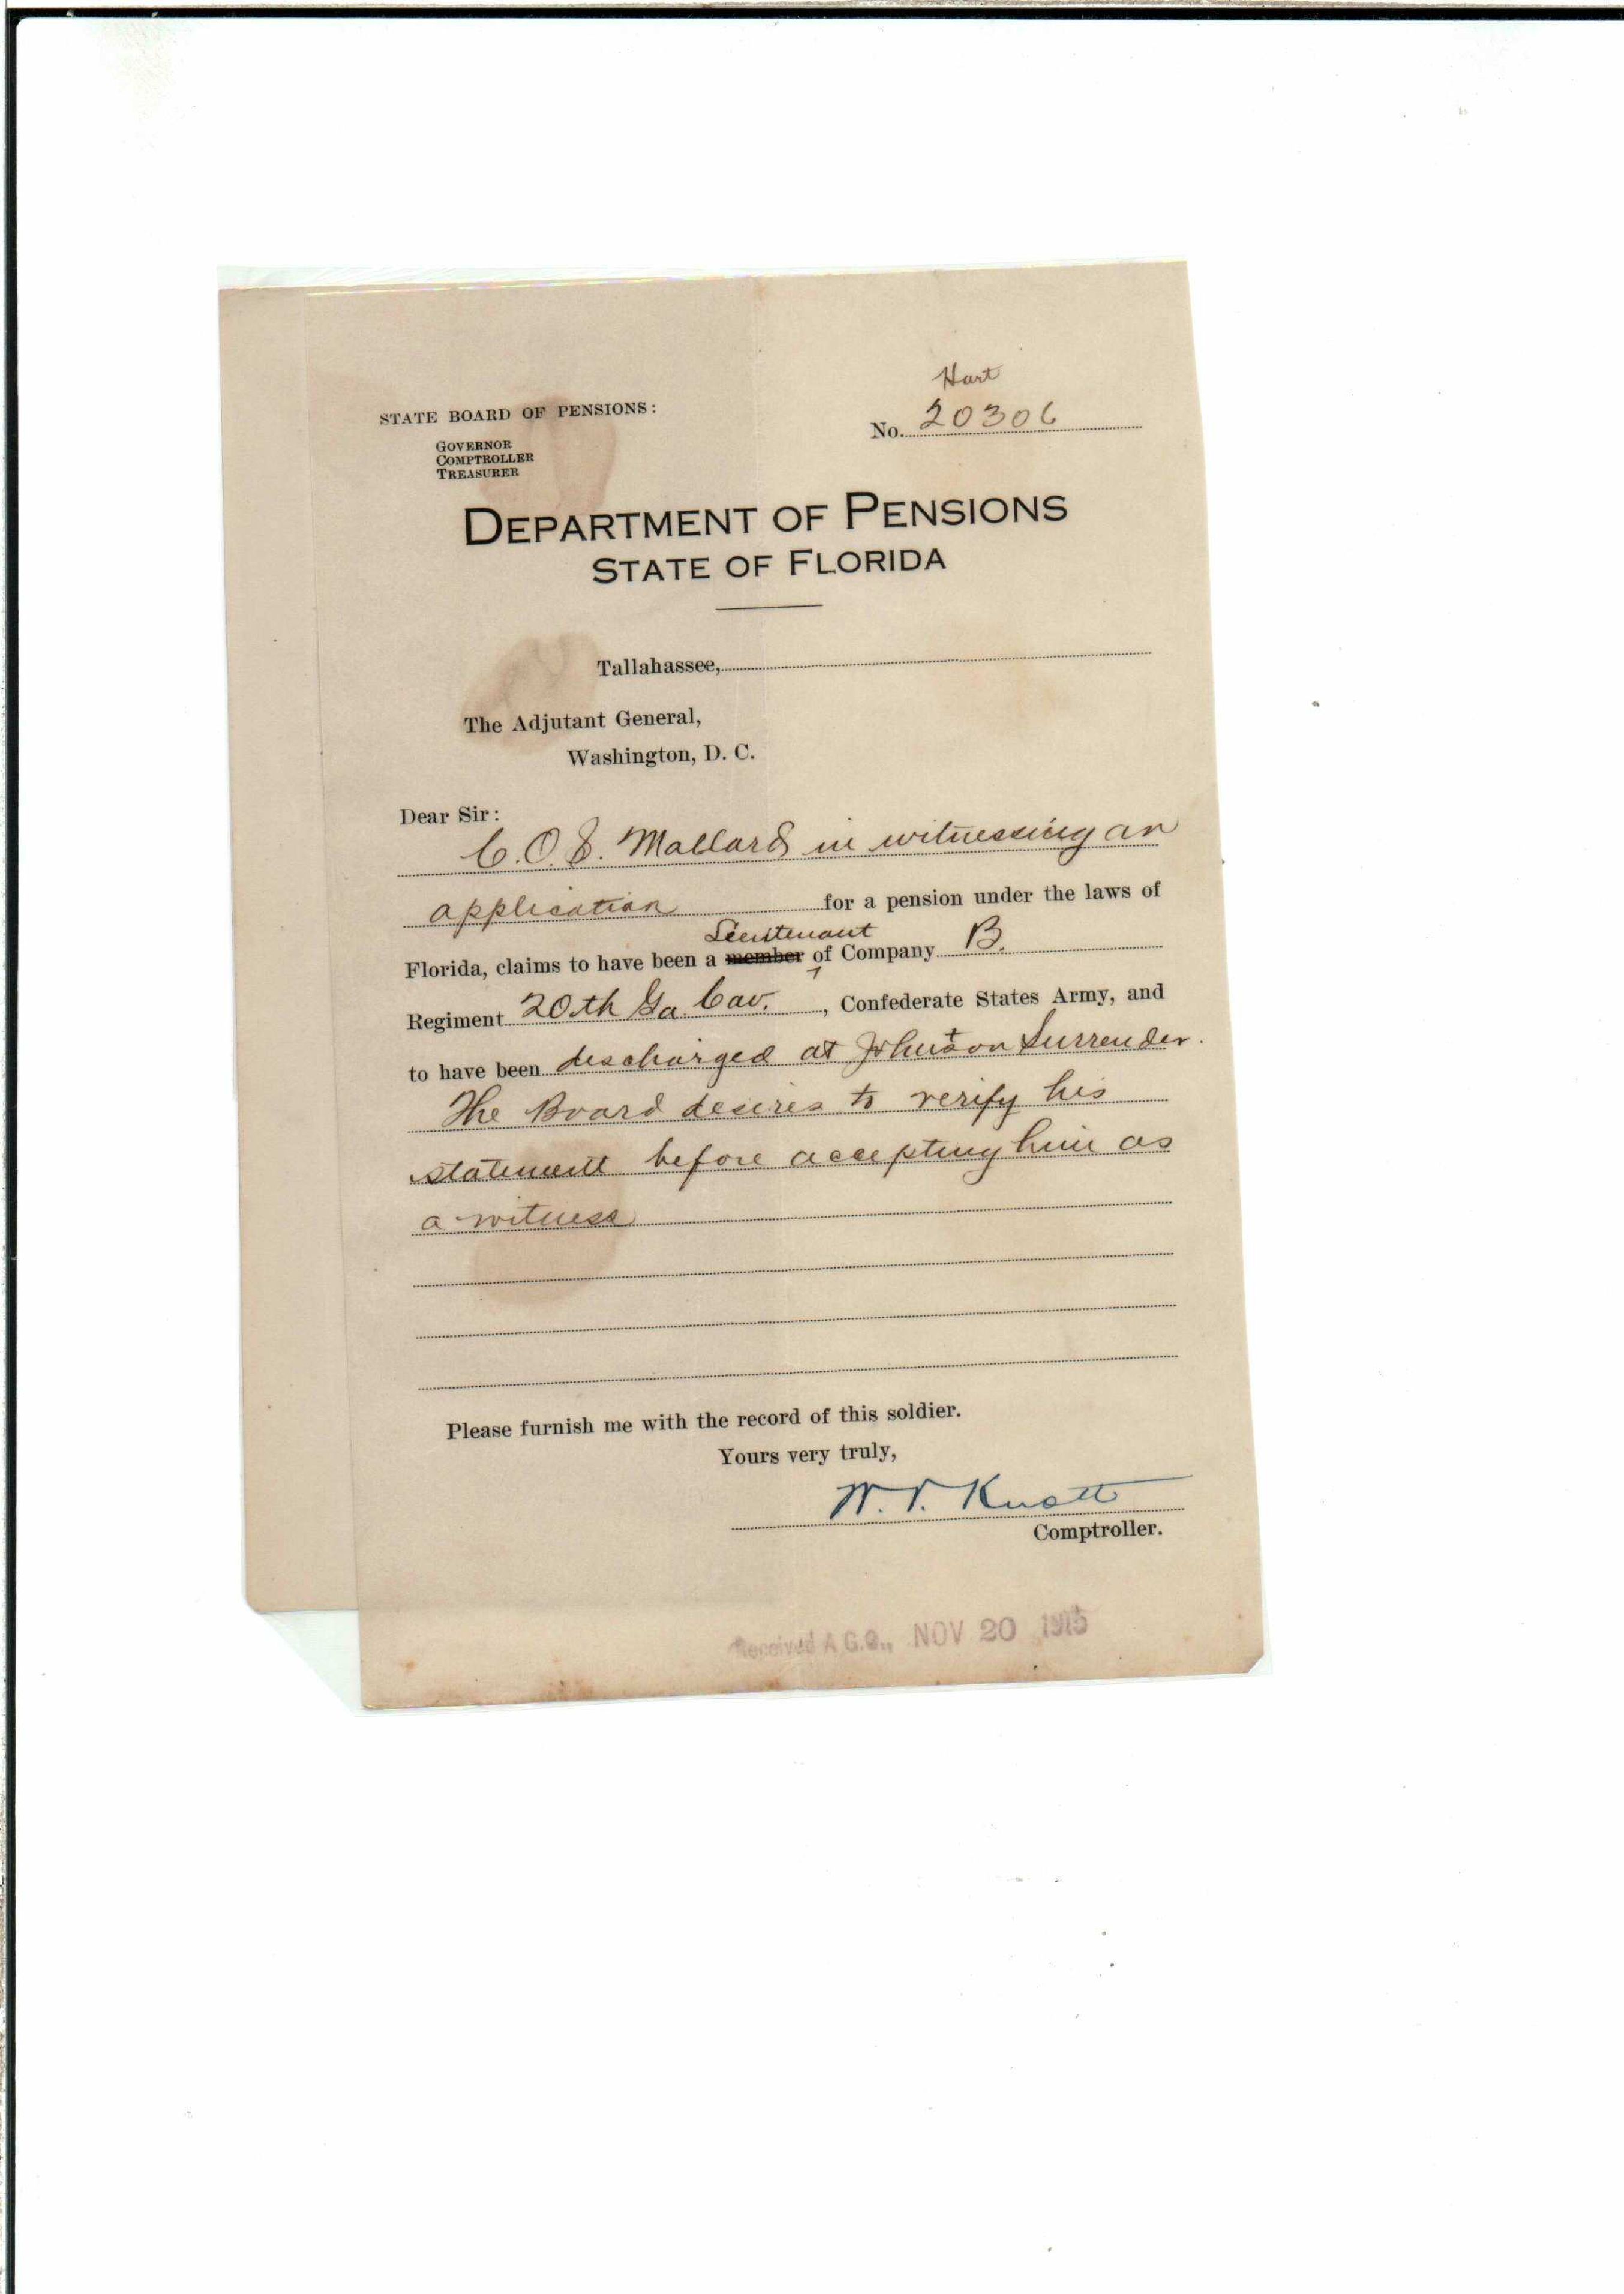 Hart
STATE BOARD OF PENSIONS:
No. 20306
GOVERNOR
COMPTROLLER
TREASURER
DEPARTMENT OF PENSIONS
STATE OF FLORIDA
Tallahassee,
The Adjutant General,
Washington, D. C.
Dear Sir:
C. O. S. Mallard in witnessing an
application for a pension under the laws of
Lieutenant
Florida, claims to have been a member of Company B.
Regiment 20th Ga. Cav. , Confederate States Army, and
to have been discharged at Johnston Surrender.
The Board desires to verify his
statement before accepting him as
a witness
Please furnish me with the record of this soldier.
Yours very truly,
W. V. Knott
Comptroller.
Received A.G.O., NOV 20 1915